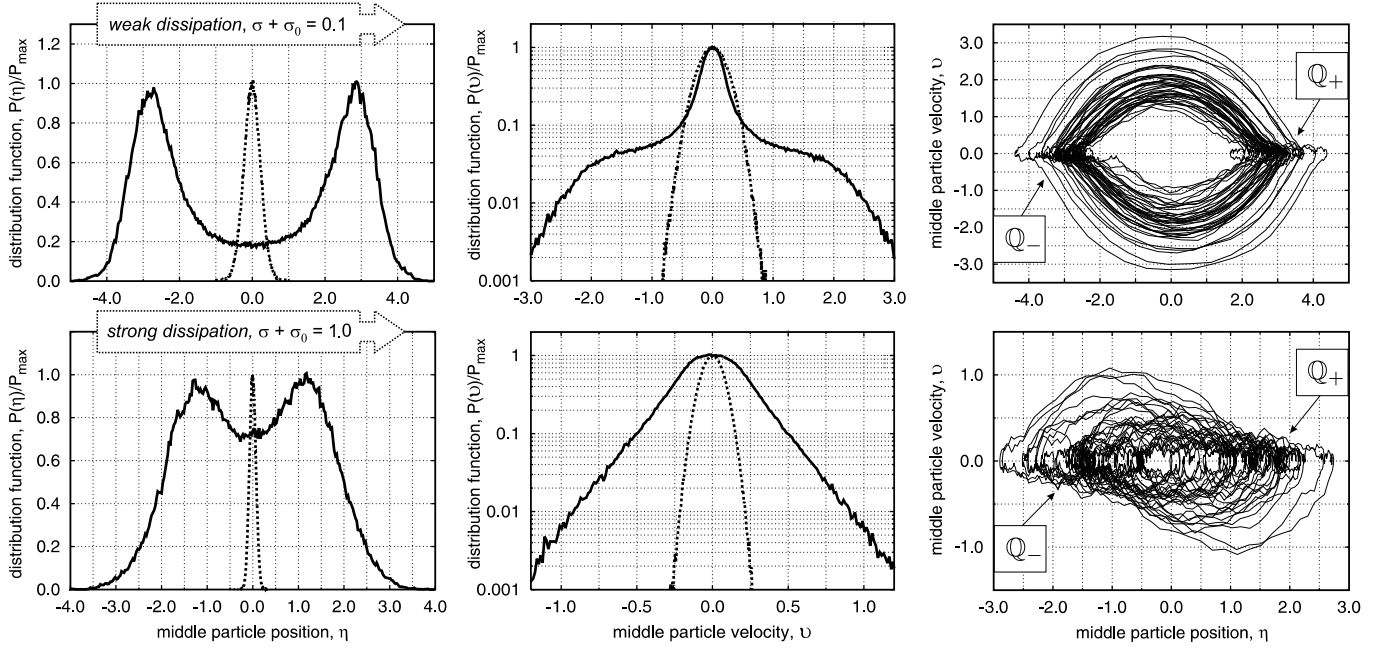 weak dissipation, σ + σ₀ = 0.1
distribution function, P(η)/Pmax
1.2
1.0
0.8
0.6
0.4
0.2
0.0
-4.0 -2.0 0.0 2.0 4.0
distribution function, P(υ)/Pmax
1
0.1
0.01
0.001
-3.0 -2.0 -1.0 0.0 1.0 2.0 3.0
middle particle velocity, υ
3.0
2.0
1.0
0.0
-1.0
-2.0
-3.0
ℚ₊
ℚ₋
-4.0 -2.0 0.0 2.0 4.0
strong dissipation, σ + σ₀ = 1.0
distribution function, P(η)/Pmax
1.0
0.8
0.6
0.4
0.2
0.0
-4.0 -3.0 -2.0 -1.0 0.0 1.0 2.0 3.0 4.0
middle particle position, η
distribution function, P(υ)/Pmax
1
0.1
0.01
0.001
-1.0 -0.5 0.0 0.5 1.0
middle particle velocity, υ
middle particle velocity, υ
1.0
0.0
-1.0
ℚ₊
ℚ₋
-3.0 -2.0 -1.0 0.0 1.0 2.0 3.0
middle particle position, η